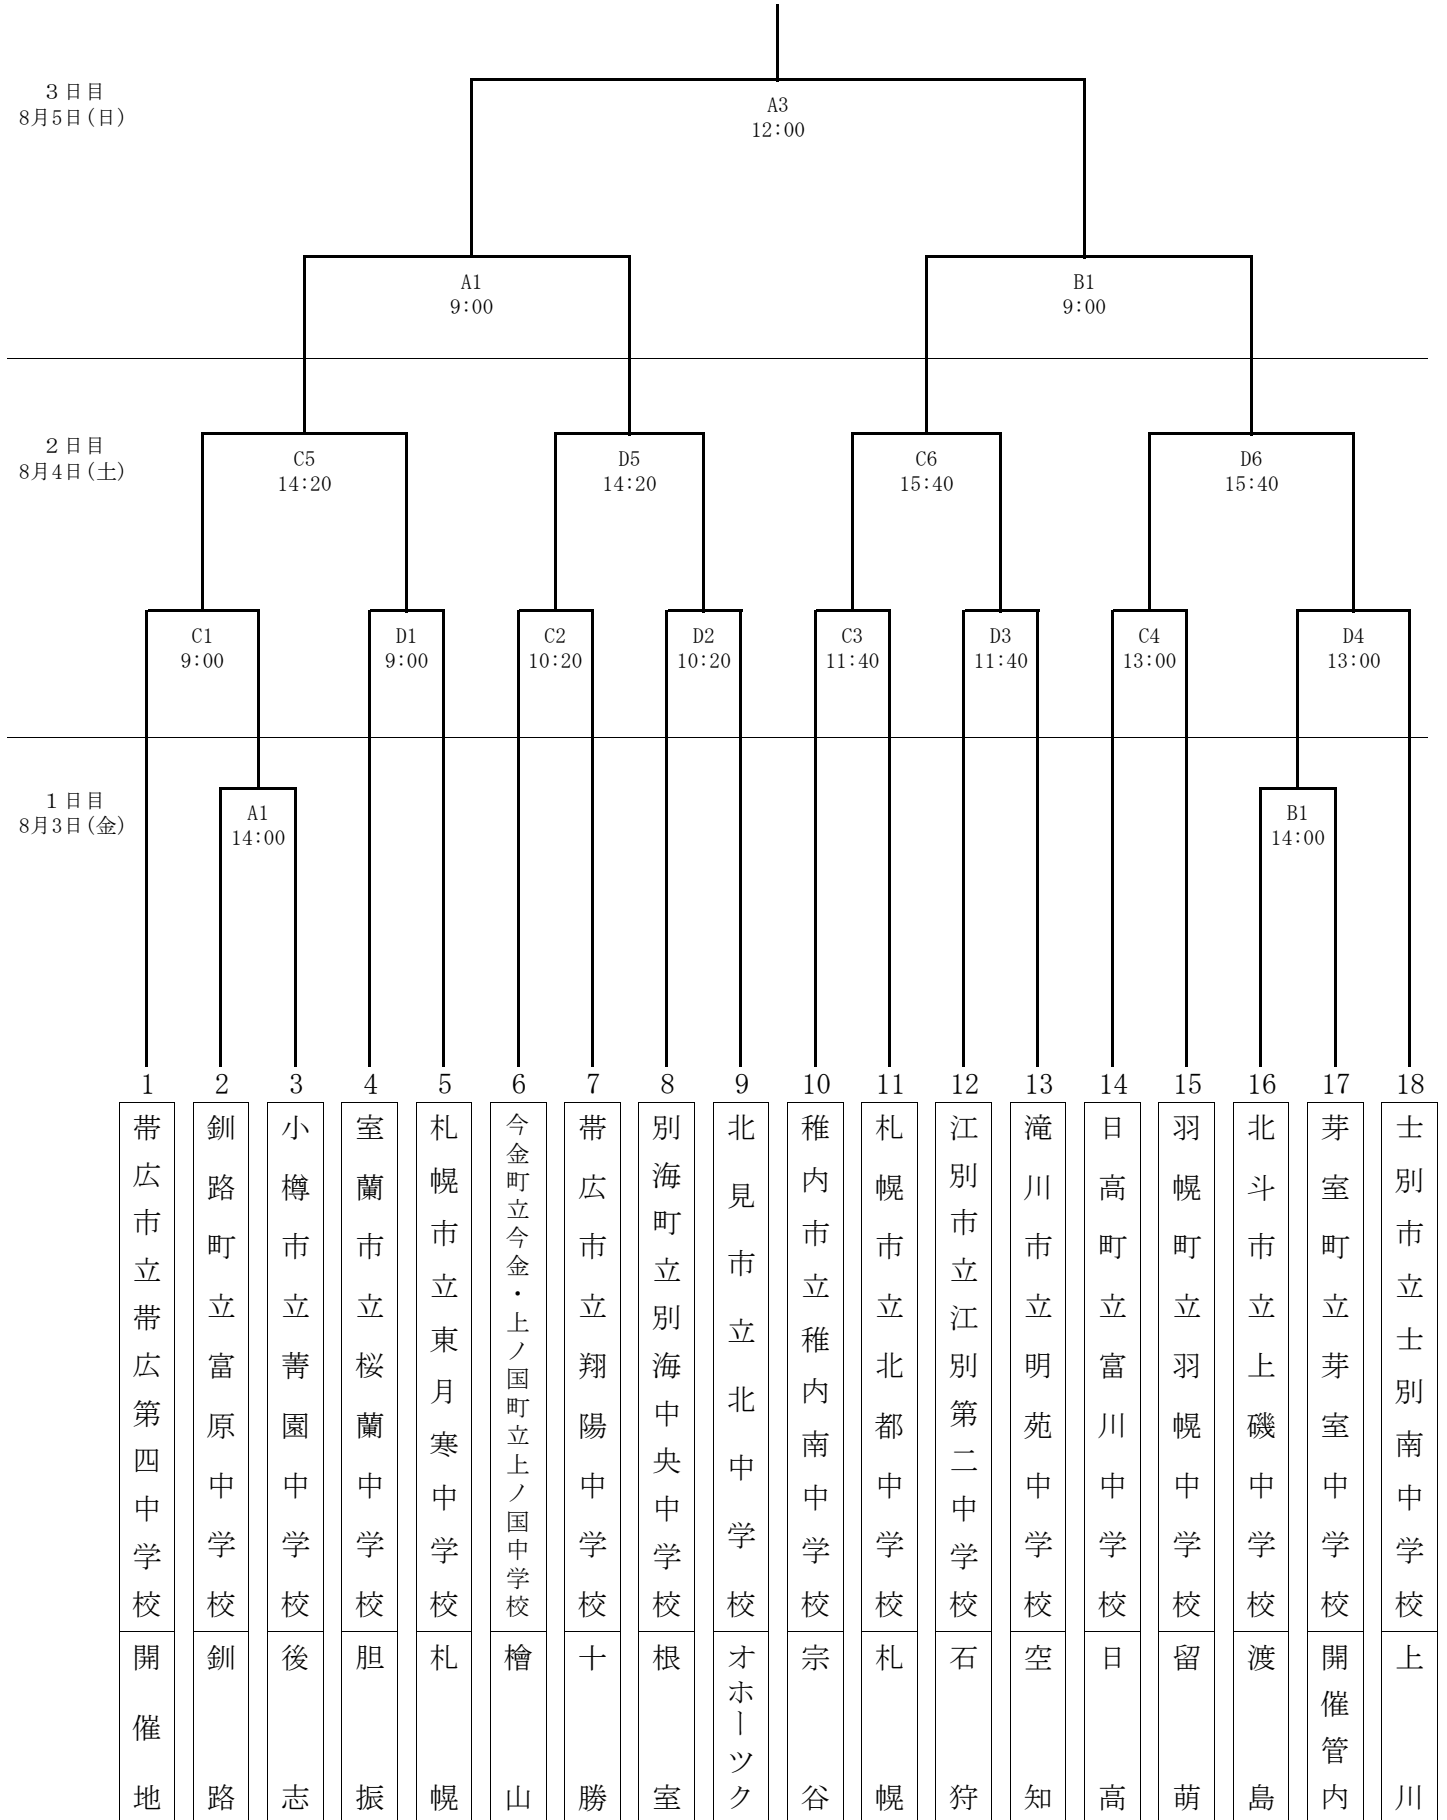 3日目
8月5日(日)
A3
12:00
A1
9:00
B1
9:00
2日目
8月4日(土)
C5
14:20
D5
14:20
C6
15:40
D6
15:40
C1
9:00
D1
9:00
C2
10:20
D2
10:20
C3
11:40
D3
11:40
C4
13:00
D4
13:00
1日目
8月3日(金)
A1
14:00
B1
14:00
1
帯広市立帯広第四中学校
開催地
2
釧路町立富原中学校
釧路
3
小樽市立菁園中学校
後志
4
室蘭市立桜蘭中学校
胆振
5
札幌市立東月寒中学校
札幌
6
今金町立今金・上ノ国町立上ノ国中学校
檜山
7
帯広市立翔陽中学校
十勝
8
別海町立別海中央中学校
根室
9
北見市立北中学校
オホーツク
10
稚内市立稚内南中学校
宗谷
11
札幌市立北都中学校
札幌
12
江別市立江別第二中学校
石狩
13
滝川市立明苑中学校
空知
14
日高町立富川中学校
日高
15
羽幌町立羽幌中学校
留萌
16
北斗市立上磯中学校
渡島
17
芽室町立芽室中学校
開催管内
18
士別市立士別南中学校
上川